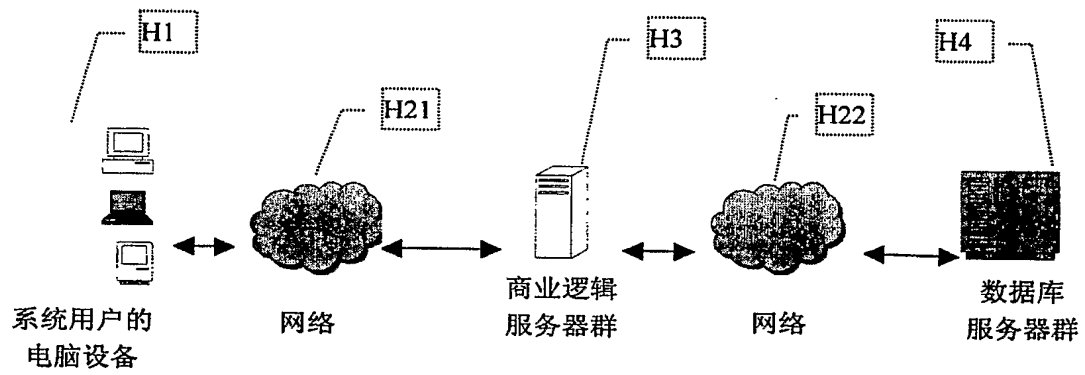 H1
H3
H4
H21
H22
系统用户的
电脑设备
网络
商业逻辑
服务器群
网络
数据库
服务器群